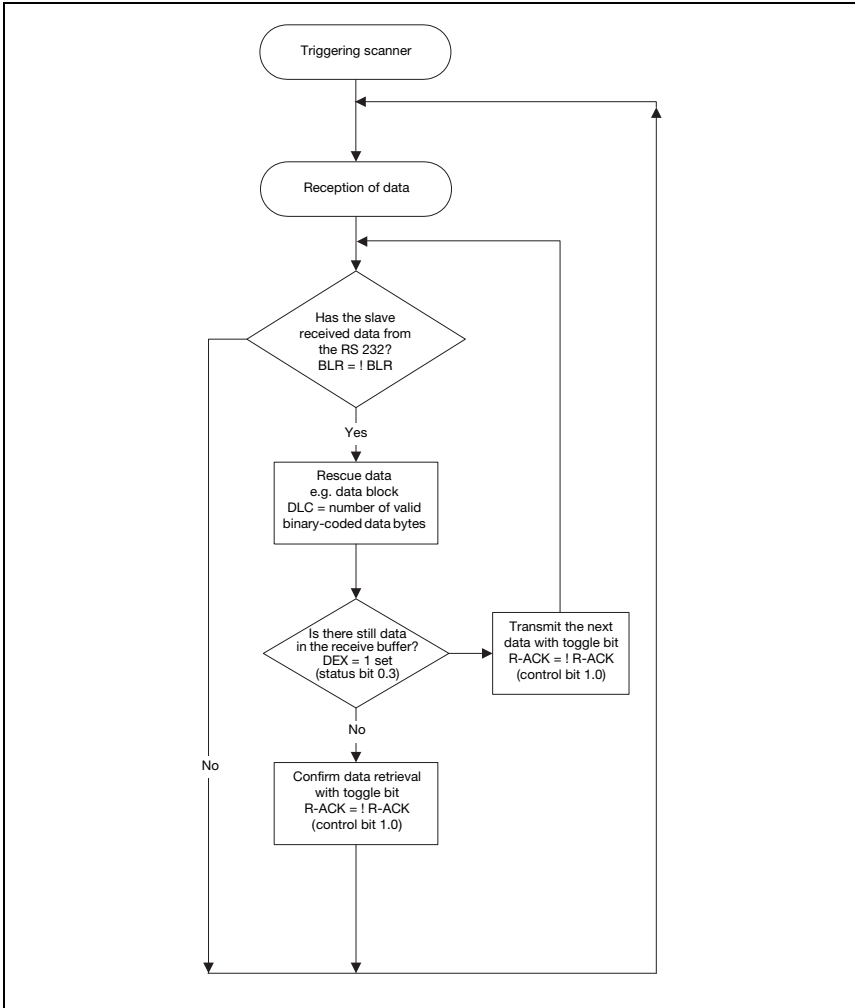 Triggering scanner
Reception of data
Has the slave
received data from
the RS 232?
BLR = ! BLR
Yes
Rescue data
e.g. data block
DLC = number of valid
binary-coded data bytes
Is there still data
in the receive buffer?
DEX = 1 set
(status bit 0.3)
Transmit the next
data with toggle bit
R-ACK = ! R-ACK
(control bit 1.0)
No
No
Confirm data retrieval
with toggle bit
R-ACK = ! R-ACK
(control bit 1.0)